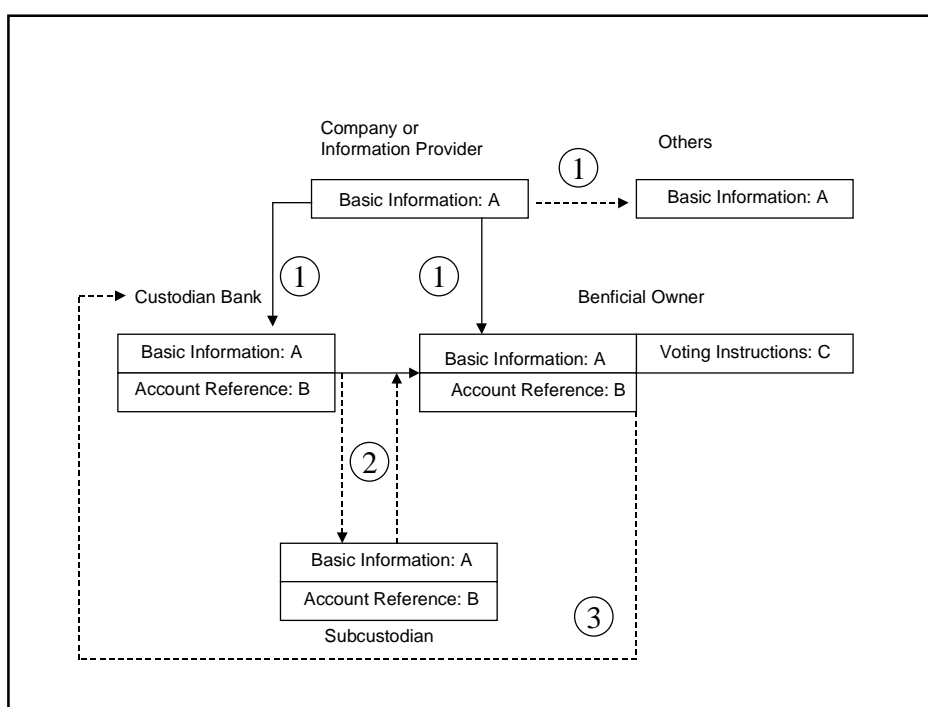 Company or
Information Provider
Others
1
Basic Information: A
Basic Information: A
1
1
Custodian Bank
Benficial Owner
Basic Information: A
Basic Information: A
Voting Instructions: C
Account Reference: B
Account Reference: B
2
Basic Information: A
Account Reference: B
3
Subcustodian